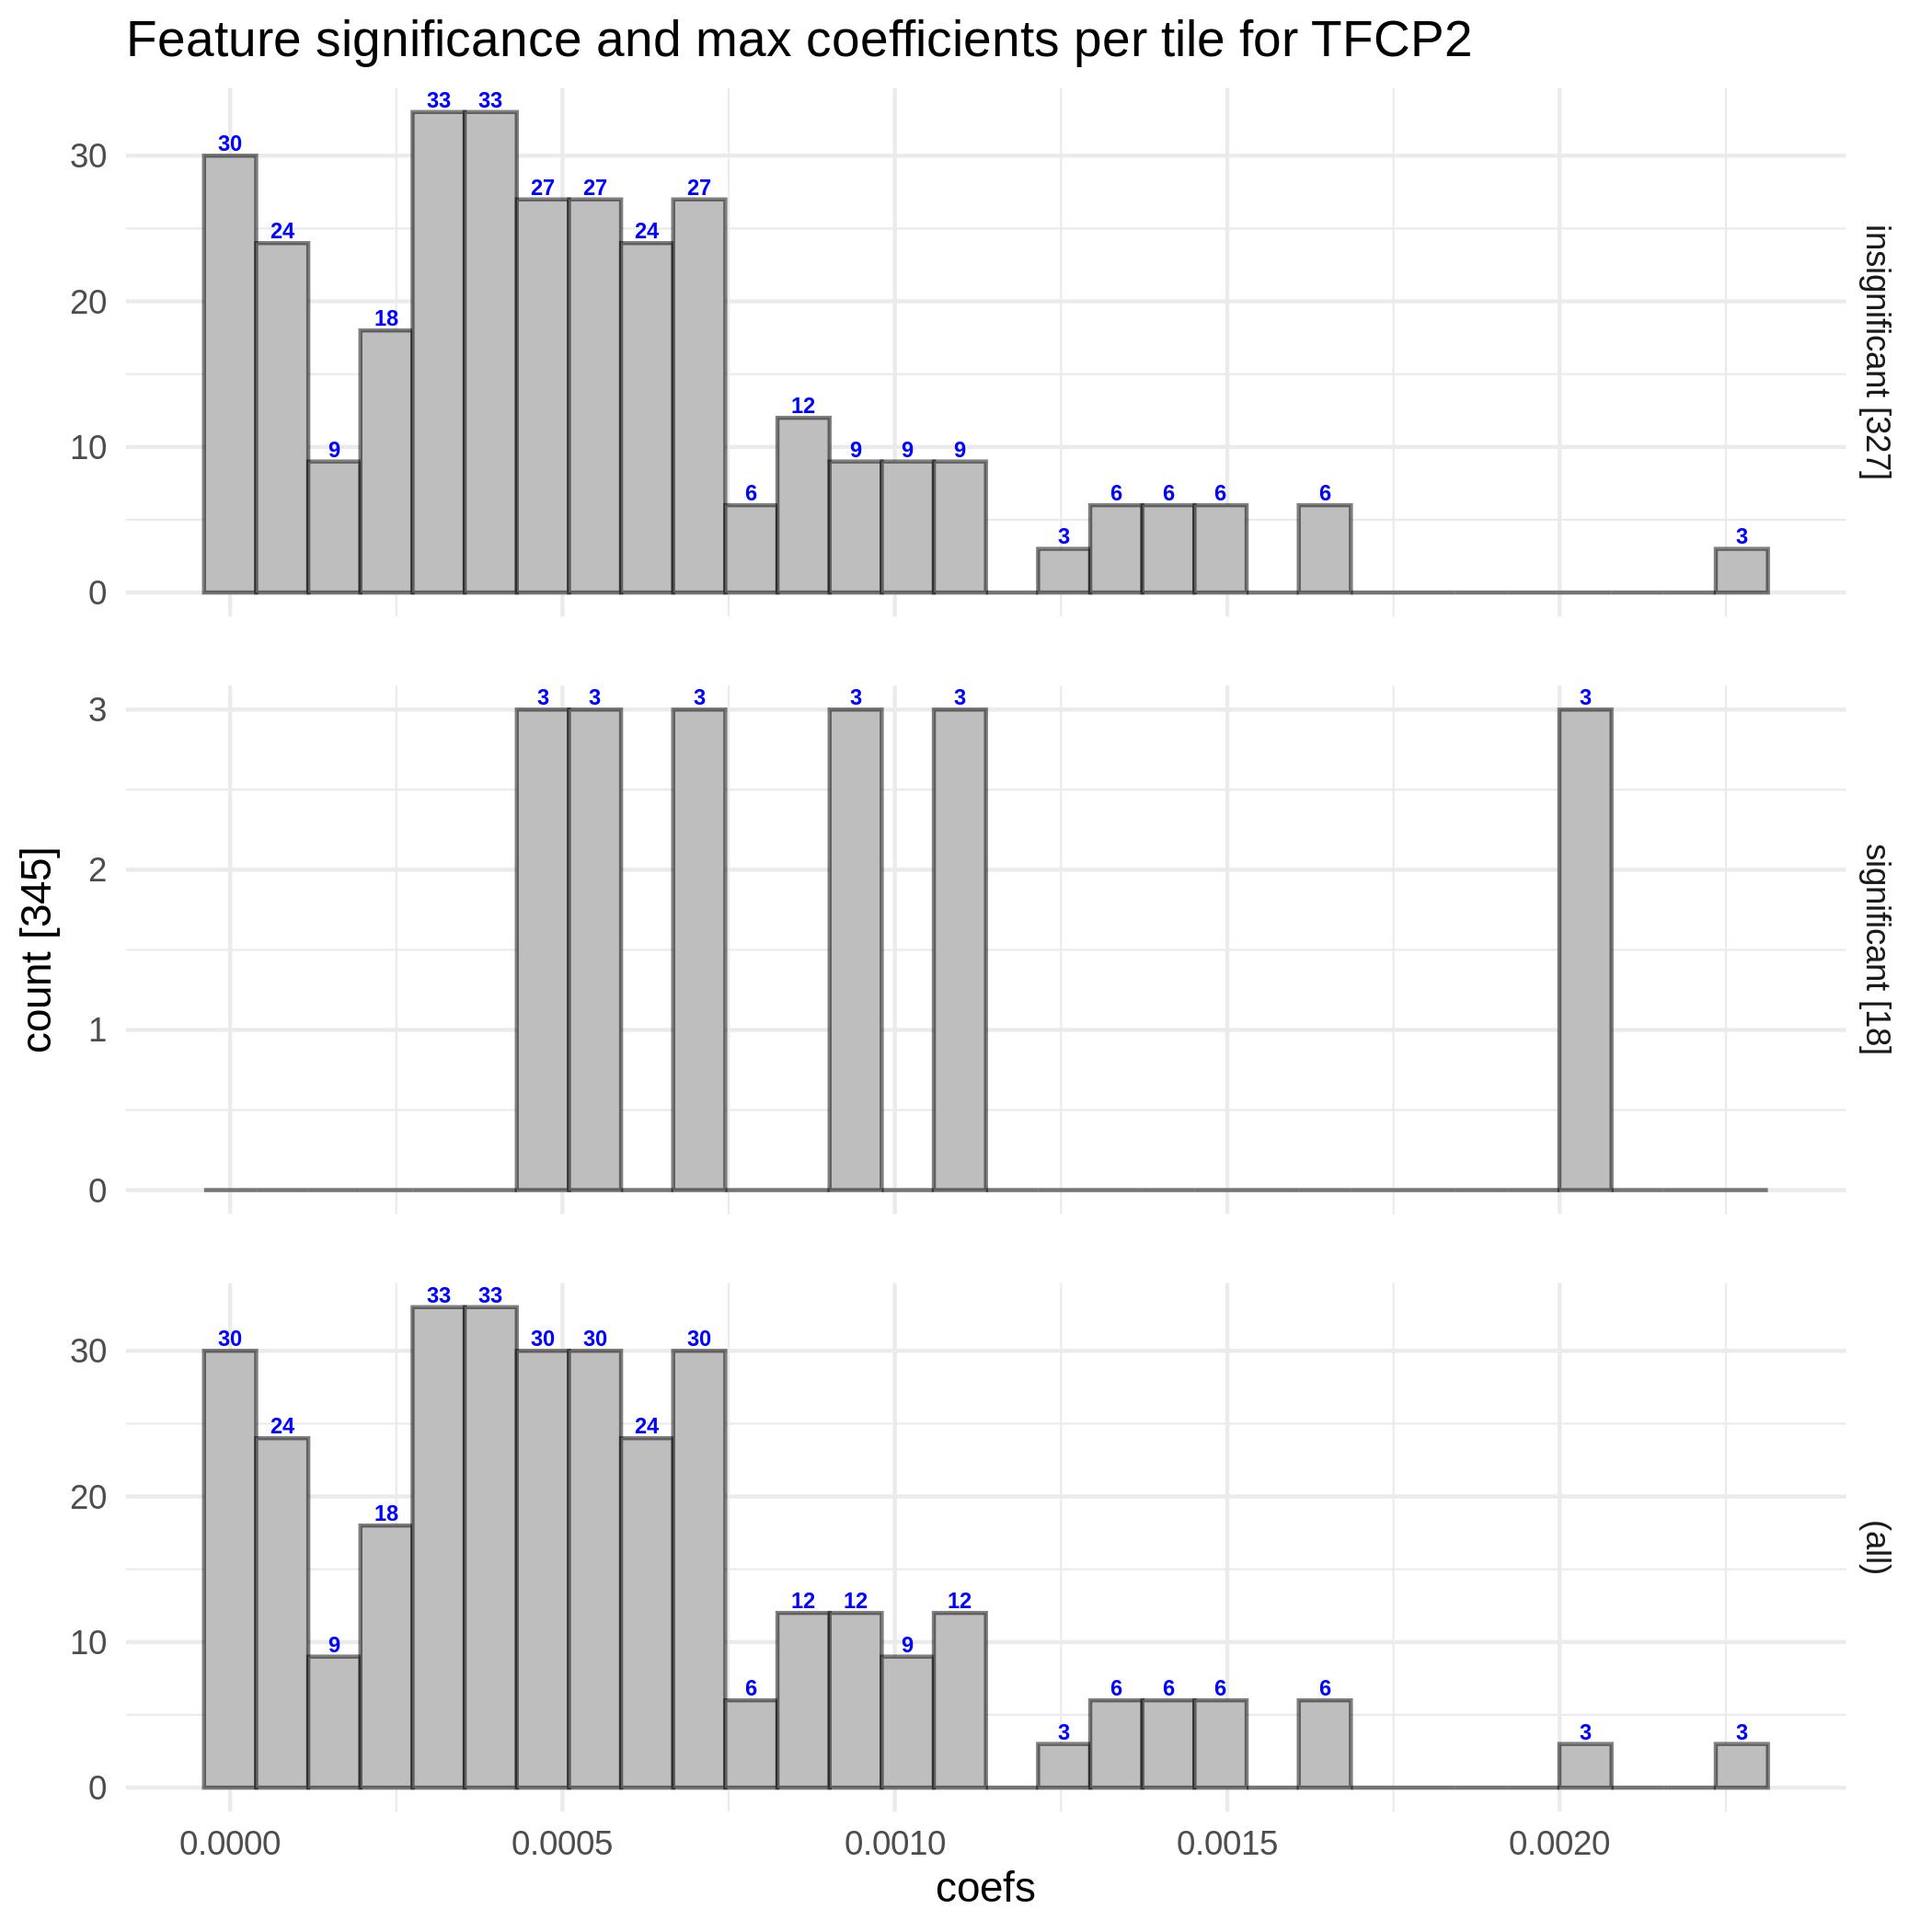 Feature significance and max coefficients per tile for TFCP2
33 33
30
30
27 27 27
24 24
20
18
12
10
9 9 9 9
6 6 6 6 6
3 3
0
insignificant [327]
3
3 3 3 3 3 3
2
1
0
count [345]
significant [18]
33 33
30
30 30 30 30
24 24
20
18
12 12 12
10
9 9
6 6 6 6 6
3 3 3
0
(all)
0.0000 0.0005 0.0010 0.0015 0.0020
coefs